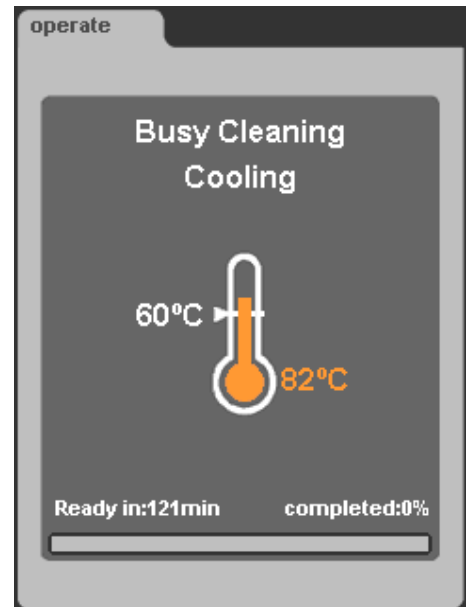 operate
Busy Cleaning
Cooling
60ºC
82ºC
Ready in:121min completed:0%